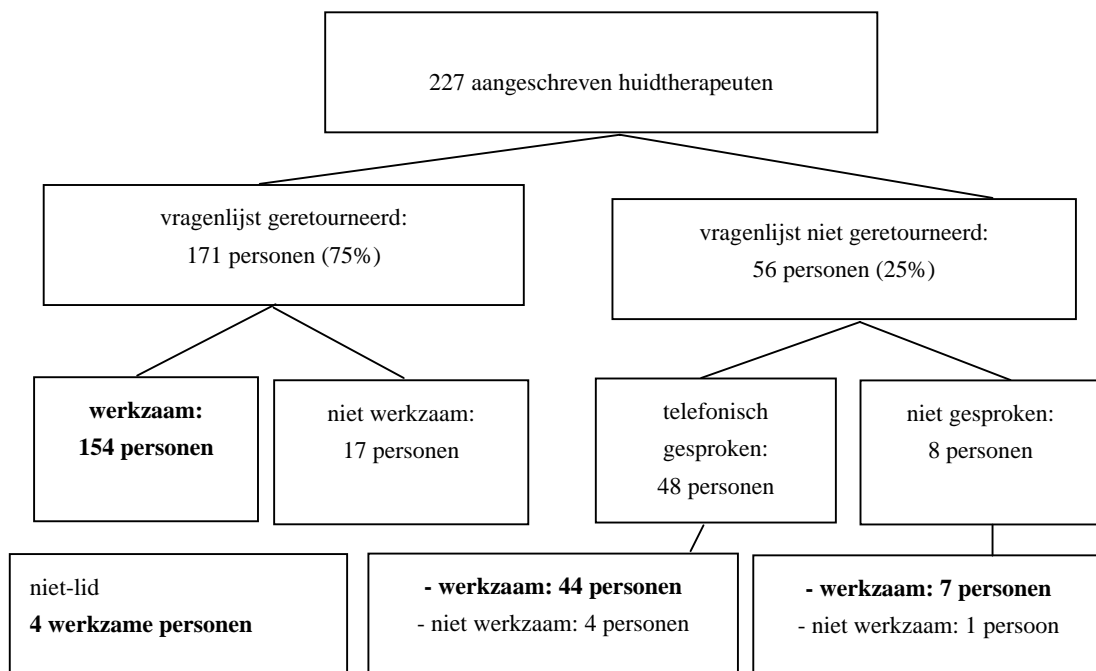 227 aangeschreven huidtherapeuten
vragenlijst geretourneerd:
171 personen (75%)
vragenlijst niet geretourneerd:
56 personen (25%)
werkzaam:
154 personen
niet werkzaam:
17 personen
telefonisch
gesproken:
48 personen
niet gesproken:
8 personen
niet-lid
4 werkzame personen
- werkzaam: 44 personen
- niet werkzaam: 4 personen
- werkzaam: 7 personen
- niet werkzaam: 1 persoon